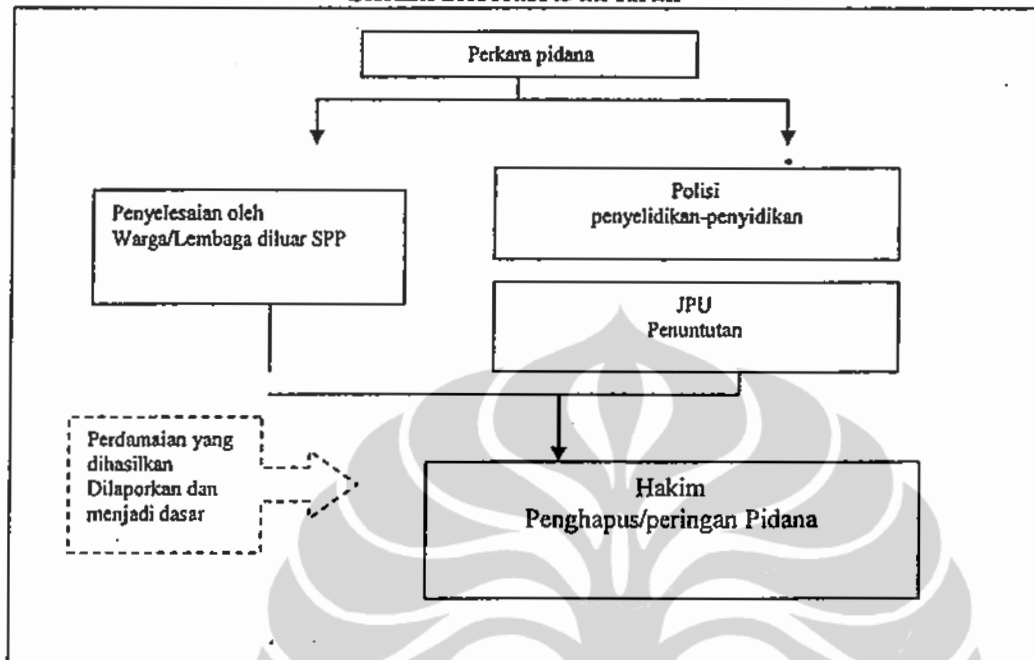 Perkara pidana
Penyelesaian oleh
Warga/Lembaga diluar SPP
Polisi
penyelidikan-penyidikan
JPU
Penuntutan
Perdamaian yang
dihasilkan
Dilaporkan dan
menjadi dasar
Hakim
Penghapus/peringan Pidana